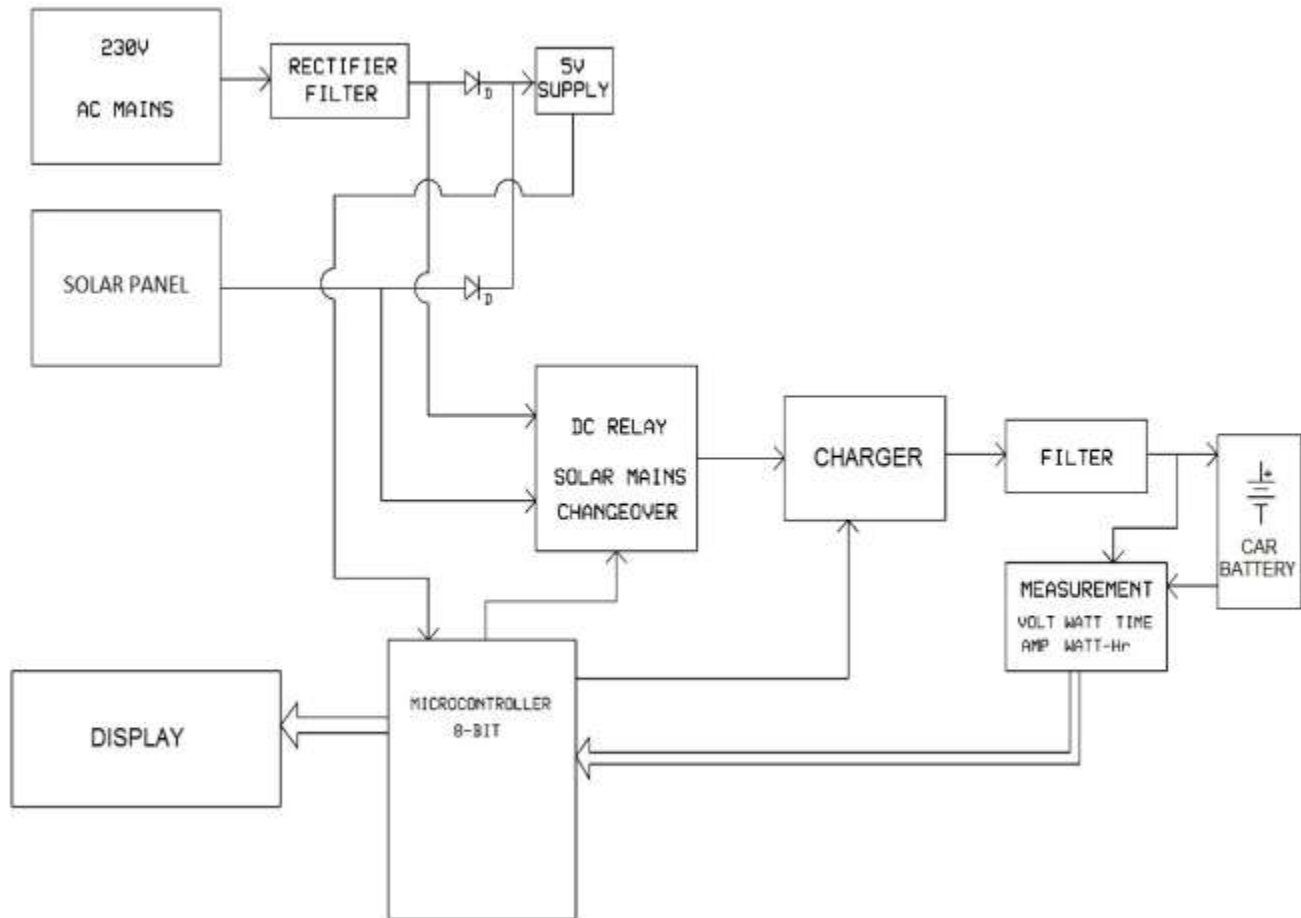 230V
AC MAINS
RECTIFIER
FILTER
D
5V
SUPPLY
SOLAR PANEL
D
DC RELAY
SOLAR MAINS
CHANGEOVER
CHARGER
FILTER
+
CAR
BATTERY
MEASUREMENT
VOLT WATT TIME
AMP WATT-Hr
MICROCONTROLLER
8-BIT
DISPLAY